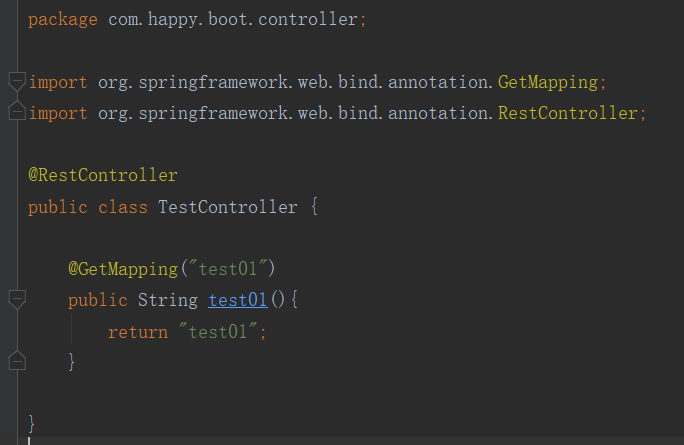 package com.happy.boot.controller;
import org.springframework.web.bind.annotation.GetMapping;
import org.springframework.web.bind.annotation.RestController;
@RestController
public class TestController {
@GetMapping("test01")
public String test01(){
return "test01";
}
}